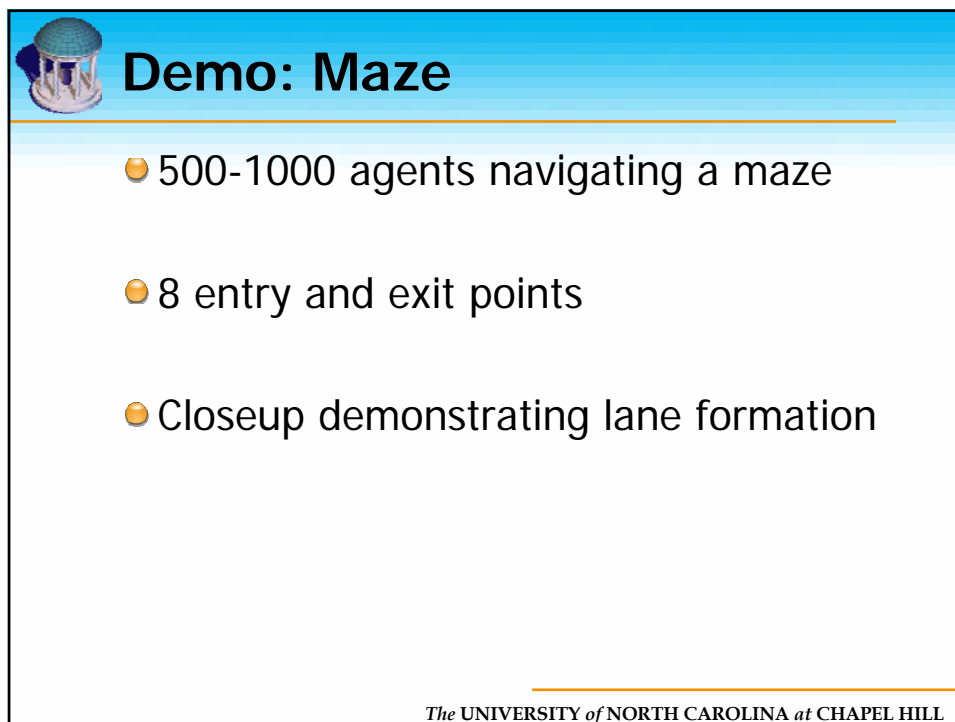 Demo: Maze
500-1000 agents navigating a maze
8 entry and exit points
Closeup demonstrating lane formation
The UNIVERSITY of NORTH CAROLINA at CHAPEL HILL